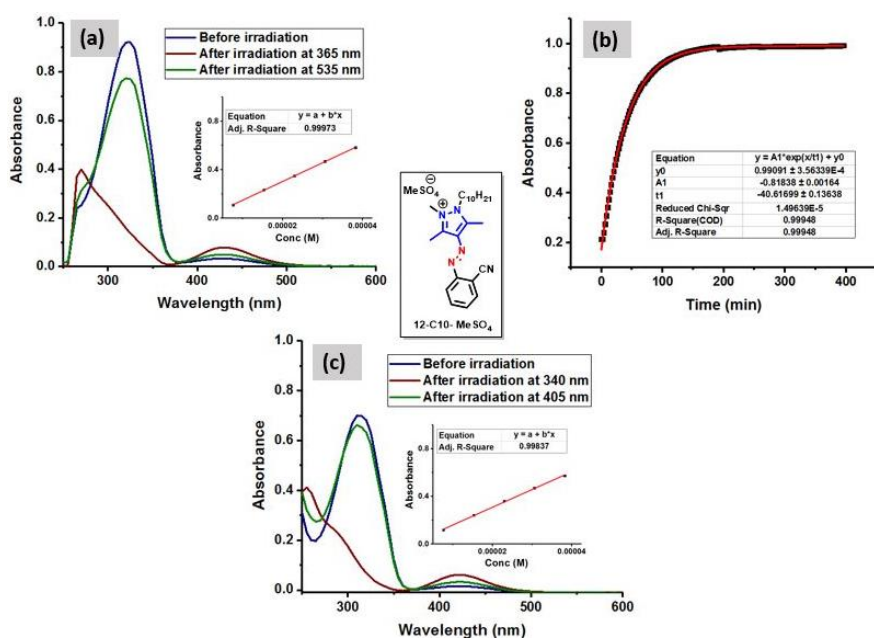 (a)
Before irradiation
After irradiation at 365 nm
After irradiation at 535 nm
Absorbance
1.0
0.8
0.6
0.4
0.2
0.0
300
400
500
600
Wavelength (nm)
Equation y = a + b*x
Adj. R-Square 0.99973
Absorbance
0.8
0.4
0.0
0.00002
0.00004
Conc (M)
(b)
Absorbance
1.0
0.8
0.6
0.4
0.2
0
100
200
300
400
Time (min)
Equation y = A1*exp(x/t1) + y0
y0 0.99091 ± 3.56339E-4
A1 -0.81838 ± 0.00164
t1 -40.61699 ± 0.13638
Reduced Chi-Sqr 1.49639E-5
R-Square(COD) 0.99948
Adj. R-Square 0.99948
MeSO4
C10H21
N
N
N
N
CN
12-C10- MeSO4
(c)
Before irradiation
After irradiation at 340 nm
After irradiation at 405 nm
Absorbance
1.0
0.8
0.6
0.4
0.2
0.0
300
400
500
600
Wavelength (nm)
Equation y = a + b*x
Adj. R-Square 0.99837
Absorbance
0.8
0.4
0.0
0.00002
0.00004
Conc (M)